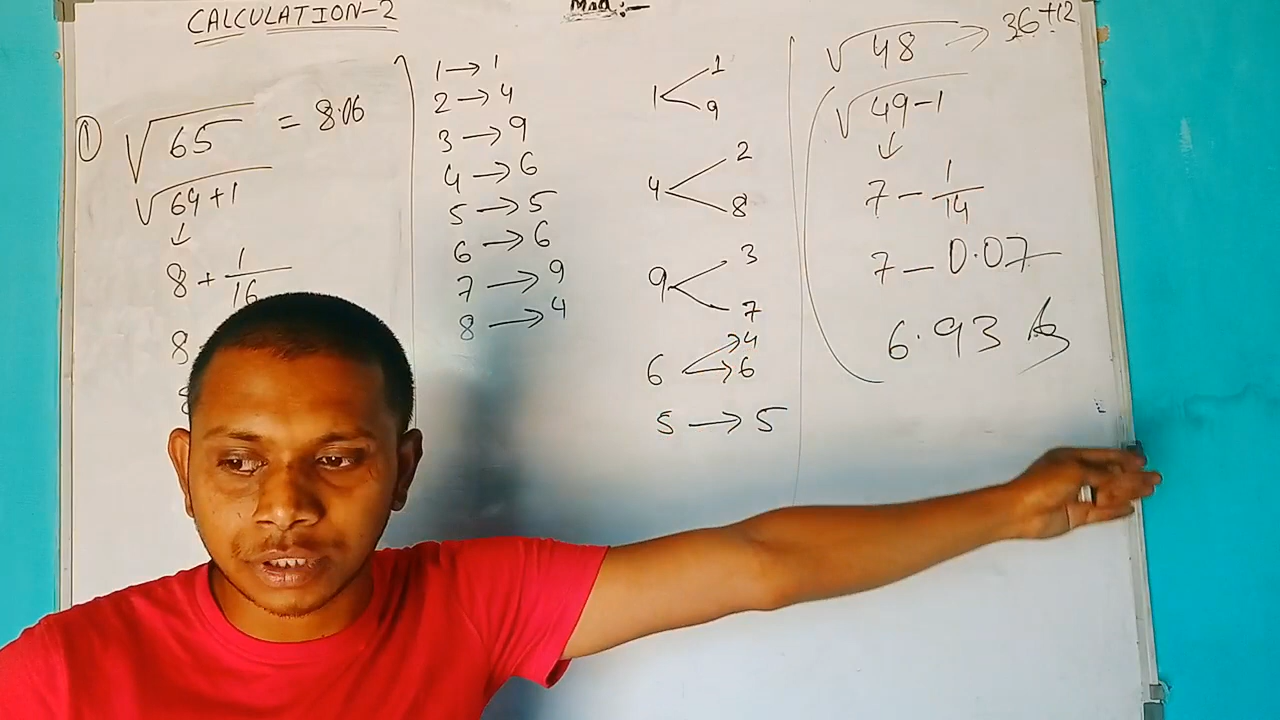 CALCULATION-2
① √65 = 8.06
√64+1
↓
8 + 1/16
8
1 → 1
2 → 4
3 → 9
4 → 6
5 → 5
6 → 6
7 → 9
8 → 4
1 < 1 9
4 < 2 8
9 < 3 7
6 < 4 6
5 → 5
√48 → 36+12
√49-1
↓
7 - 1/14
7 - 0.07
6.93